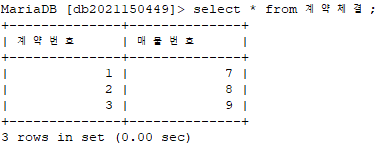 MariaDB [db2021150449]> select * from 계약체결;
+--------------+--------------+
| 계약번호 | 매물번호 |
+--------------+--------------+
| 1 | 7 |
| 2 | 8 |
| 3 | 9 |
+--------------+--------------+
3 rows in set (0.00 sec)